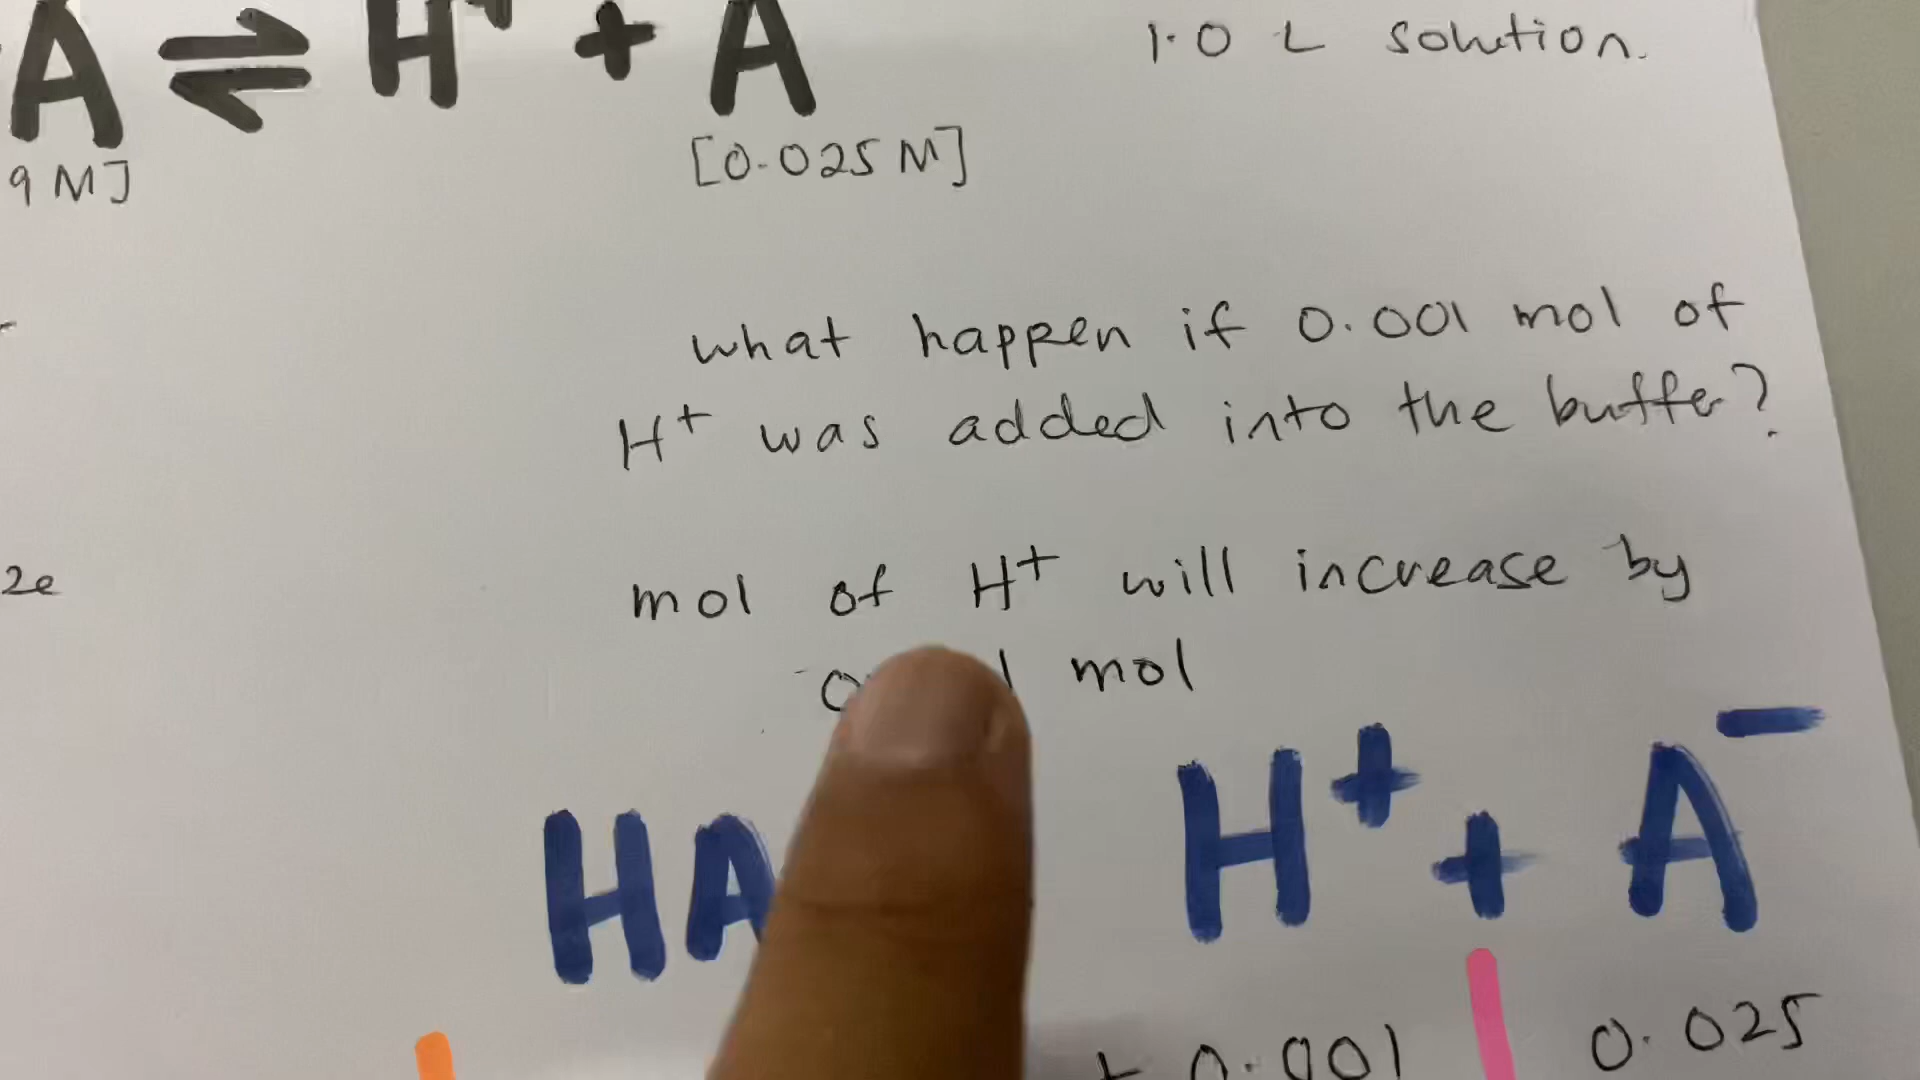 A ⇌ H+ + A
1.0 L solution.
9 M]
[0.025 M]
what happen if 0.001 mol of
H+ was added into the buffer?
2e
mol of H+ will increase by
mol
HA H+ + A−
+ 0.001 0.025